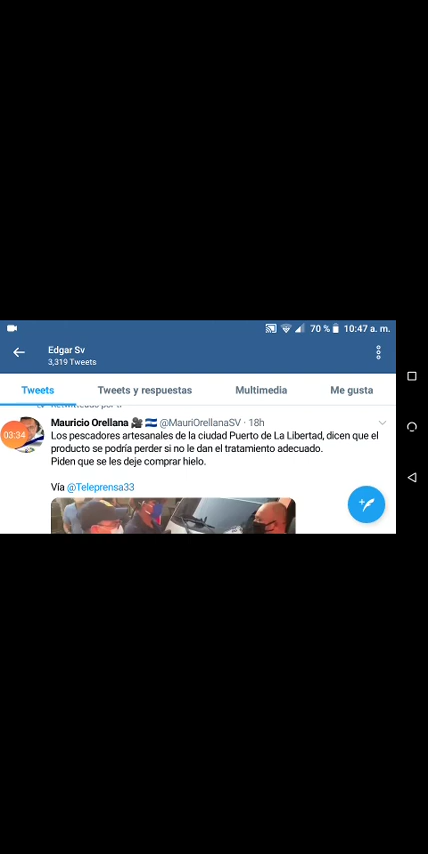 70 % 10:47 a. m.
Edgar Sv
3,319 Tweets
Tweets Tweets y respuestas Multimedia Me gusta
Mauricio Orellana 🎥 🇸🇻 @MauriOrellanaSV · 18h
03:34
Los pescadores artesanales de la ciudad Puerto de La Libertad, dicen que el
producto se podría perder si no le dan el tratamiento adecuado.
Piden que se les deje comprar hielo.
Vía @Teleprensa33